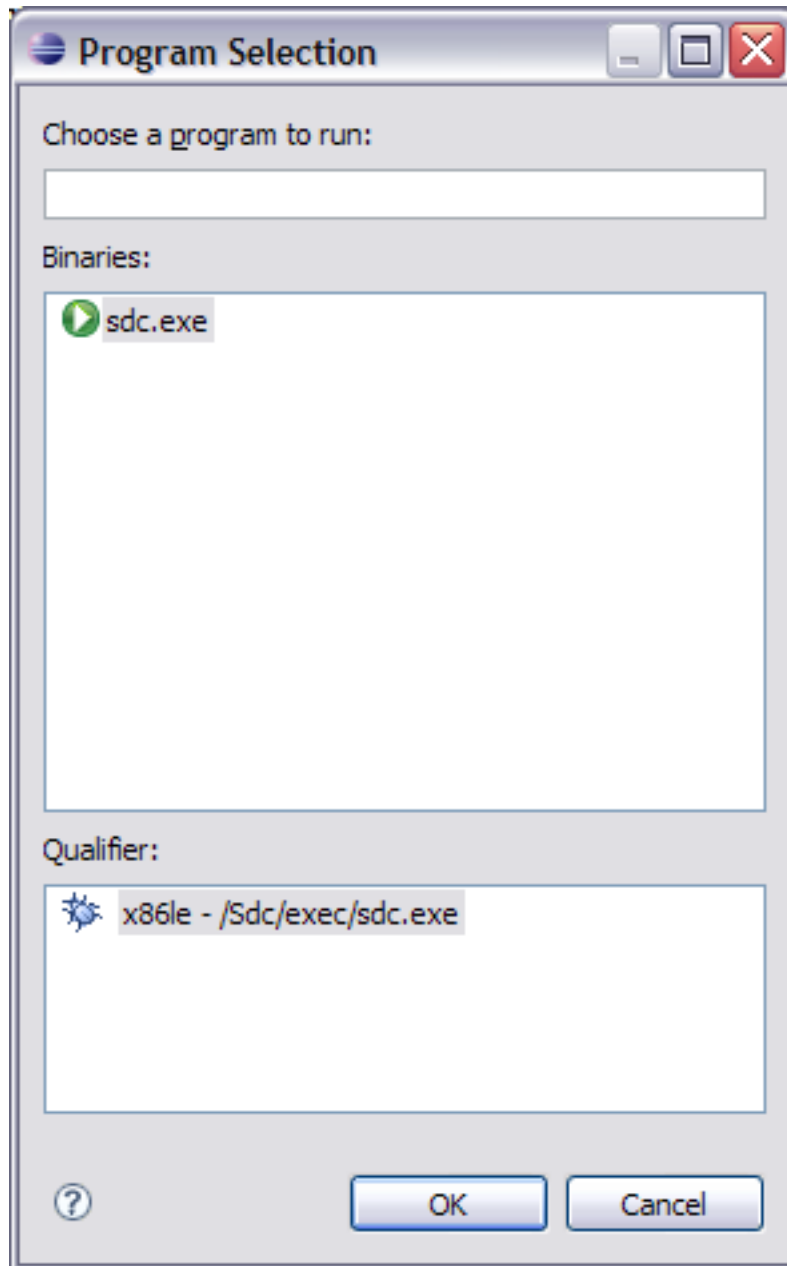 Program Selection
Choose a program to run:
Binaries:
sdc.exe
Qualifier:
x86le - /Sdc/exec/sdc.exe
?
OK
Cancel